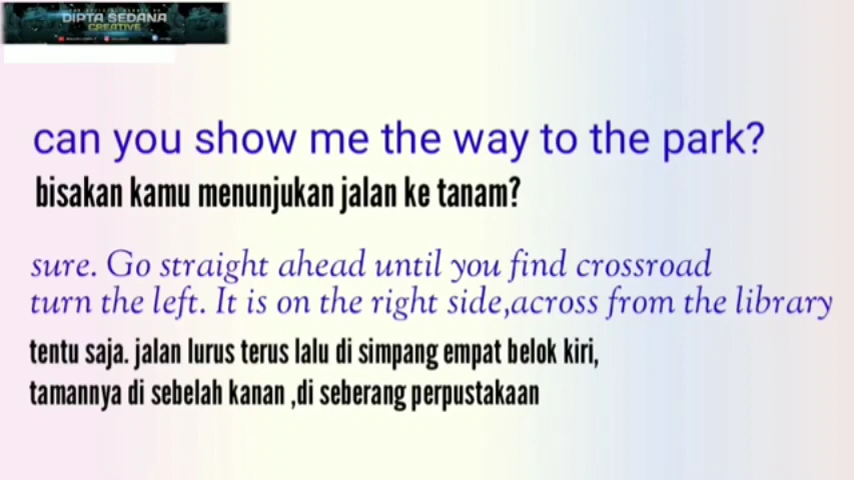 DIPTA SEDANA
CREATIVE
can you show me the way to the park?
bisakan kamu menunjukan jalan ke tanam?
sure. Go straight ahead until you find crossroad
turn the left. It is on the right side,across from the library
tentu saja. jalan lurus terus lalu di simpang empat belok kiri,
tamannya di sebelah kanan ,di seberang perpustakaan